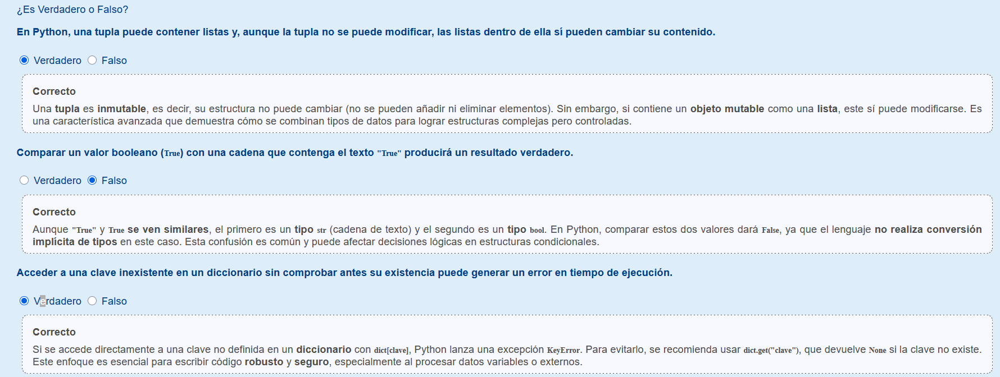 ¿Es Verdadero o Falso?
En Python, una tupla puede contener listas y, aunque la tupla no se puede modificar, las listas dentro de ella sí pueden cambiar su contenido.
Verdadero Falso
Correcto
Una tupla es inmutable, es decir, su estructura no puede cambiar (no se pueden añadir ni eliminar elementos). Sin embargo, si contiene un objeto mutable como una lista, este sí puede modificarse. Es
una característica avanzada que demuestra cómo se combinan tipos de datos para lograr estructuras complejas pero controladas.
Comparar un valor booleano (True) con una cadena que contenga el texto "True" producirá un resultado verdadero.
Verdadero Falso
Correcto
Aunque "True" y True se ven similares, el primero es un tipo str (cadena de texto) y el segundo es un tipo bool. En Python, comparar estos dos valores dará False, ya que el lenguaje no realiza conversión
implícita de tipos en este caso. Esta confusión es común y puede afectar decisiones lógicas en estructuras condicionales.
Acceder a una clave inexistente en un diccionario sin comprobar antes su existencia puede generar un error en tiempo de ejecución.
Verdadero Falso
Correcto
Si se accede directamente a una clave no definida en un diccionario con dict[clave], Python lanza una excepción KeyError. Para evitarlo, se recomienda usar dict.get("clave"), que devuelve None si la clave no existe.
Este enfoque es esencial para escribir código robusto y seguro, especialmente al procesar datos variables o externos.